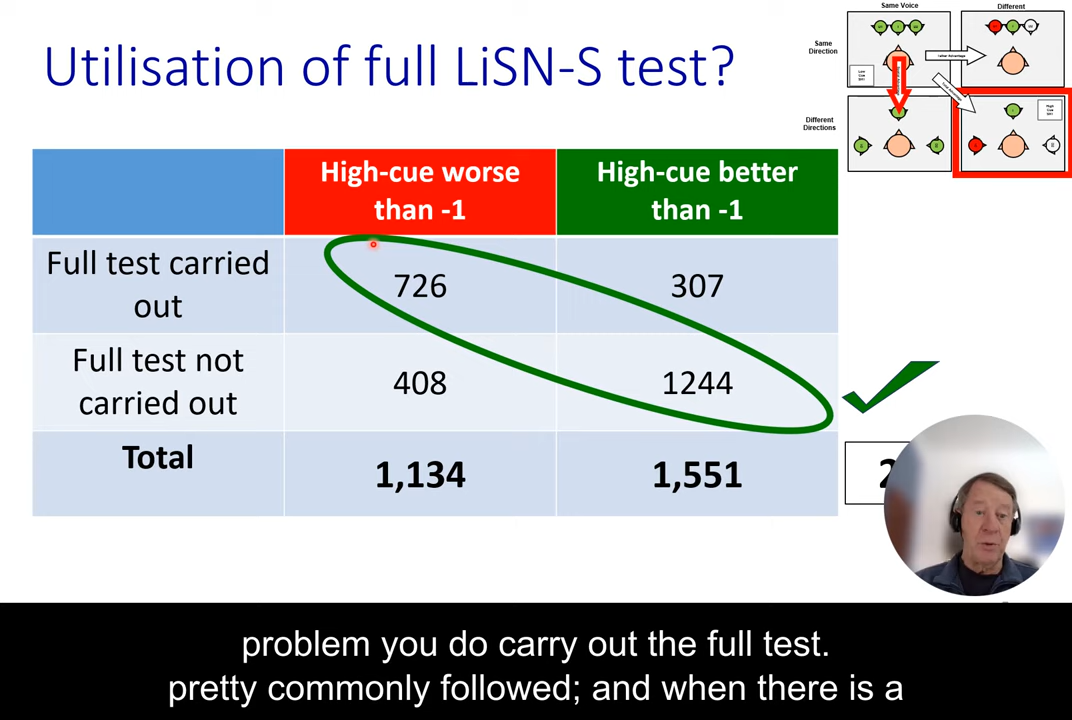 Utilisation of full LiSN-S test?
Same Voice
Different
Same
Direction
Different
Directions
High-cue worse
than -1
High-cue better
than -1
Full test carried
out
726
307
Full test not
carried out
408
1244
Total
1,134
1,551
2
problem you do carry out the full test.
pretty commonly followed; and when there is a